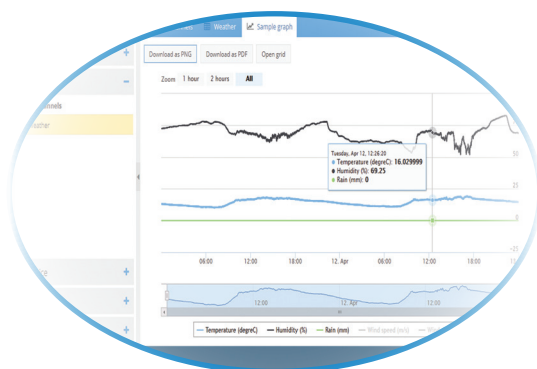 Weather
Sample graph
Download as PNG
Download as PDF
Open grid
Zoom
1 hour
2 hours
All
Tuesday, Apr 12, 12:26:20
Temperature (degreC): 16.029999
Humidity (%): 69.25
Rain (mm): 0
50
25
0
-25
06:00
12:00
18:00
12. Apr
06:00
12:00
18:00
12:00
12. Apr
12:00
Temperature (degreC)
Humidity (%)
Rain (mm)
Wind speed (m/s)